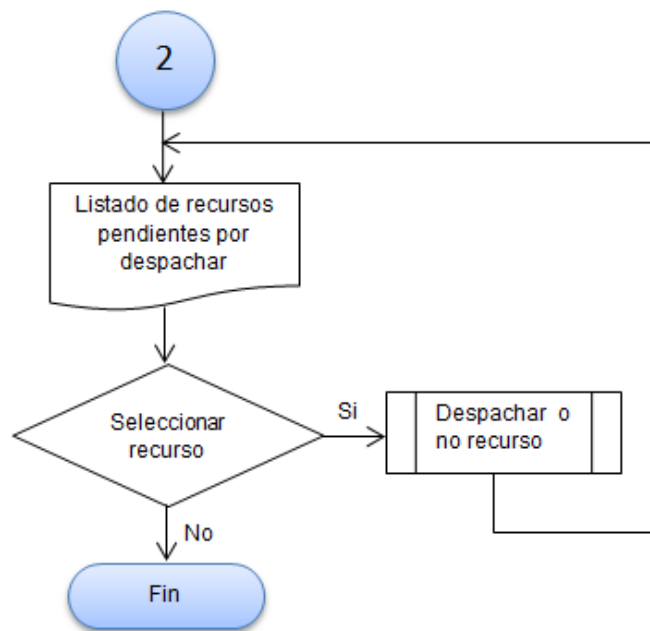 2
Listado de recursos
pendientes por
despachar
Seleccionar
recurso
Si
Despachar o
no recurso
No
Fin